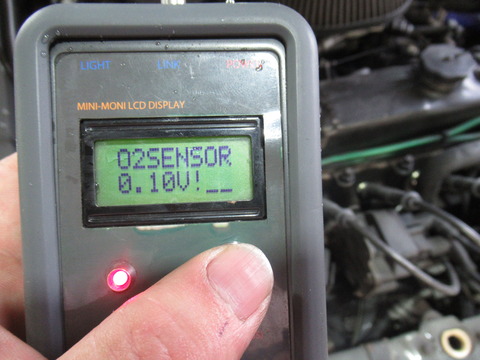 LIGHT LINK
MINI-MONI LCD DISPLAY
O2SENSOR
0.10V!__